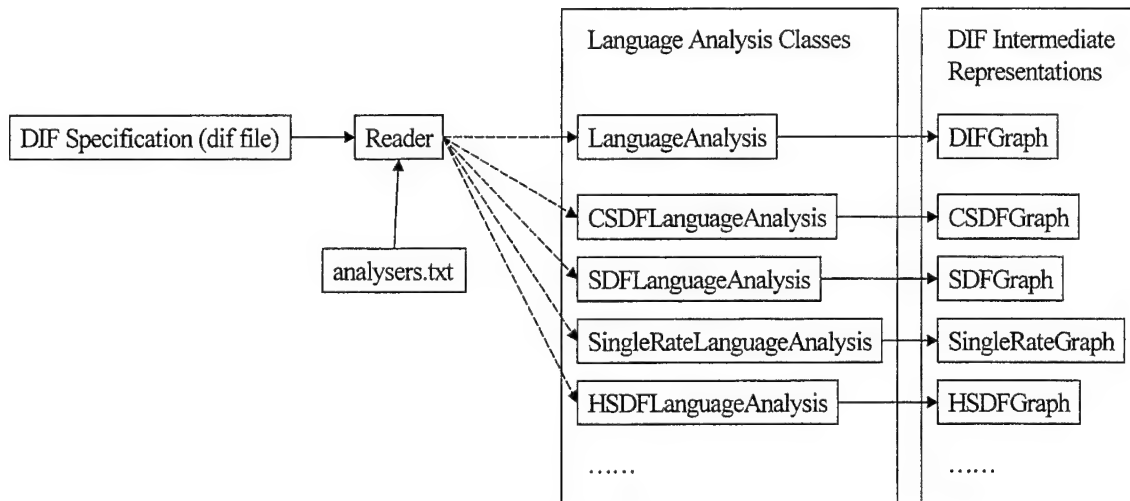 Language Analysis Classes
DIF Intermediate
Representations
DIF Specification (dif file)
Reader
analysers.txt
LanguageAnalysis
DIFGraph
CSDFLanguageAnalysis
CSDFGraph
SDFLanguageAnalysis
SDFGraph
SingleRateLanguageAnalysis
SingleRateGraph
HSDFLanguageAnalysis
HSDFGraph
......
......